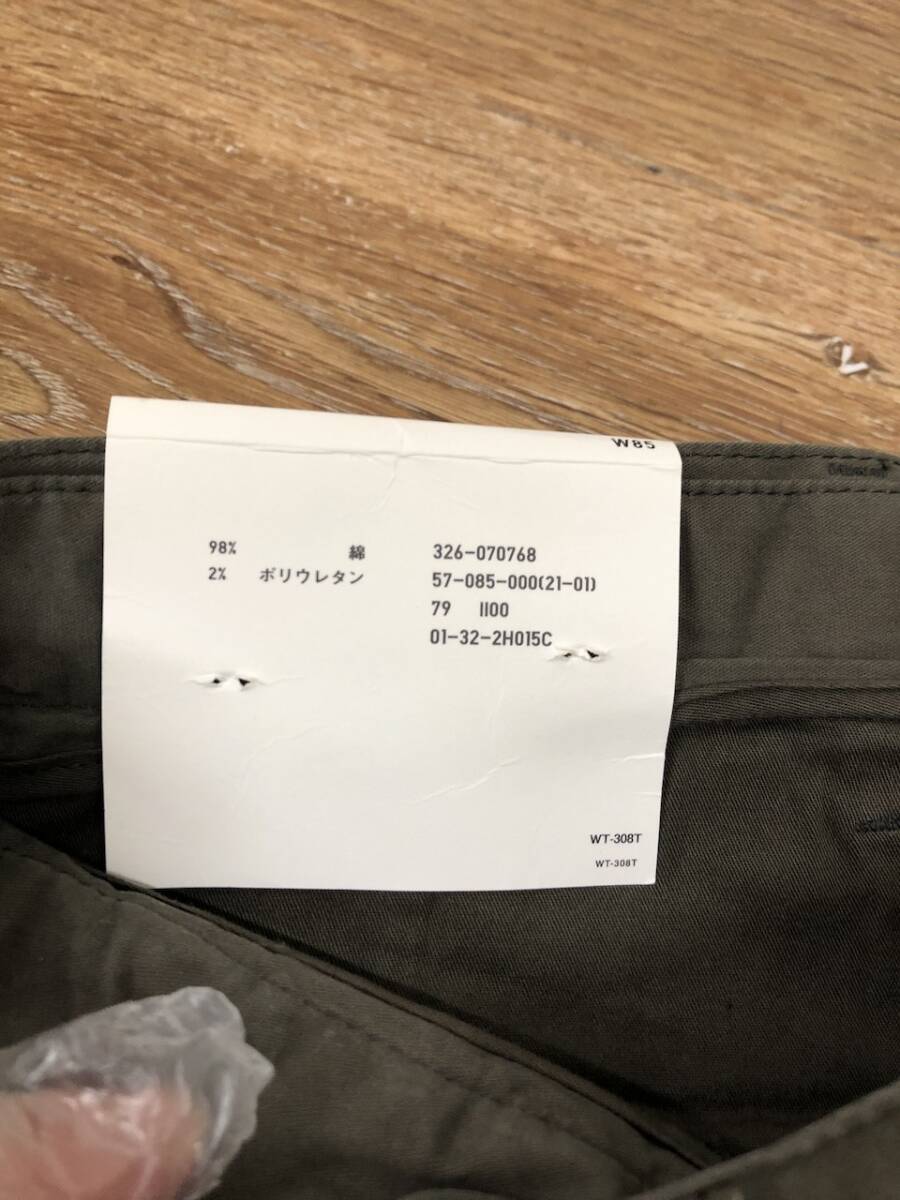 W85
98% 綿
2% ポリウレタン
326-070768
57-085-000(21-01)
79 1100
01-32-2H015C
WT-308T
WT-308T